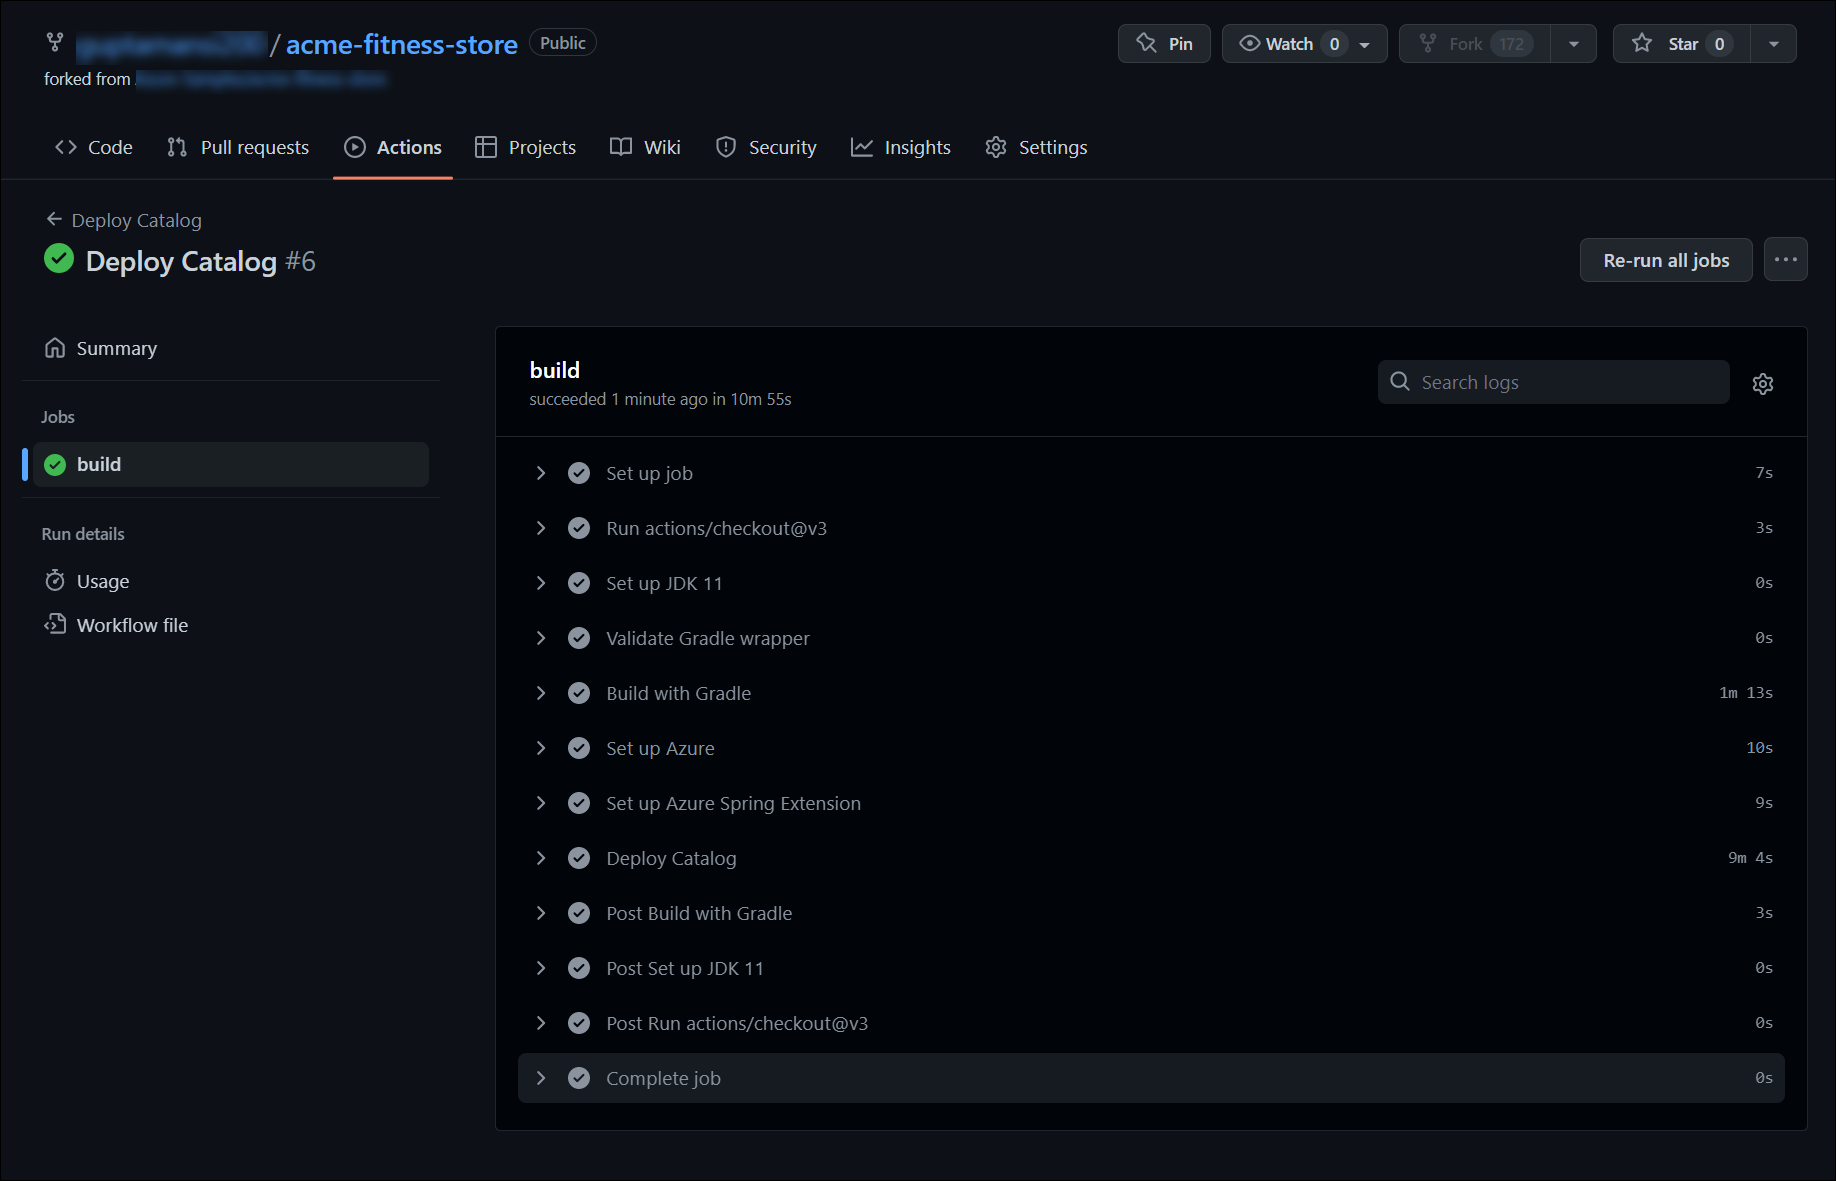 / acme-fitness-store Public
Pin
Watch 0
Fork 172
Star 0
forked from
Code
Pull requests
Actions
Projects
Wiki
Security
Insights
Settings
Deploy Catalog
Deploy Catalog #6
Re-run all jobs
Summary
Jobs
build
Run details
Usage
Workflow file
build
succeeded 1 minute ago in 10m 55s
Search logs
Set up job 7s
Run actions/checkout@v3 3s
Set up JDK 11 0s
Validate Gradle wrapper 0s
Build with Gradle 1m 13s
Set up Azure 10s
Set up Azure Spring Extension 9s
Deploy Catalog 9m 4s
Post Build with Gradle 3s
Post Set up JDK 11 0s
Post Run actions/checkout@v3 0s
Complete job 0s